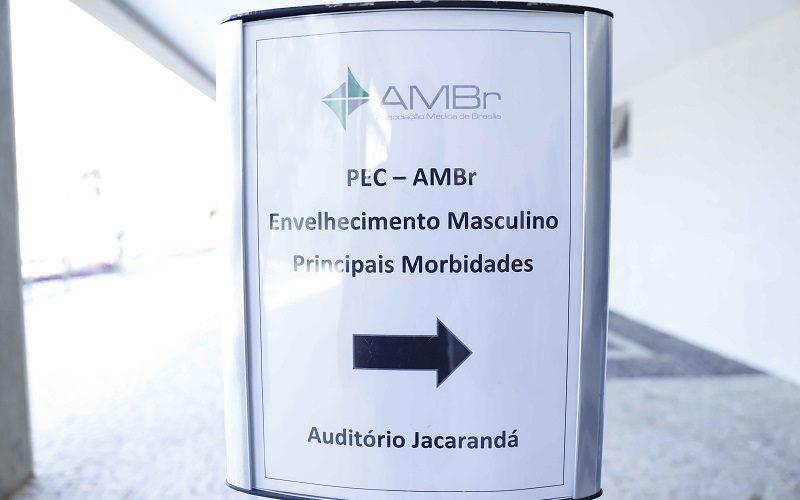 AMBr
Associação Médica de Brasília
PEC – AMBr
Envelhecimento Masculino
Principais Morbidades
Auditório Jacarandá